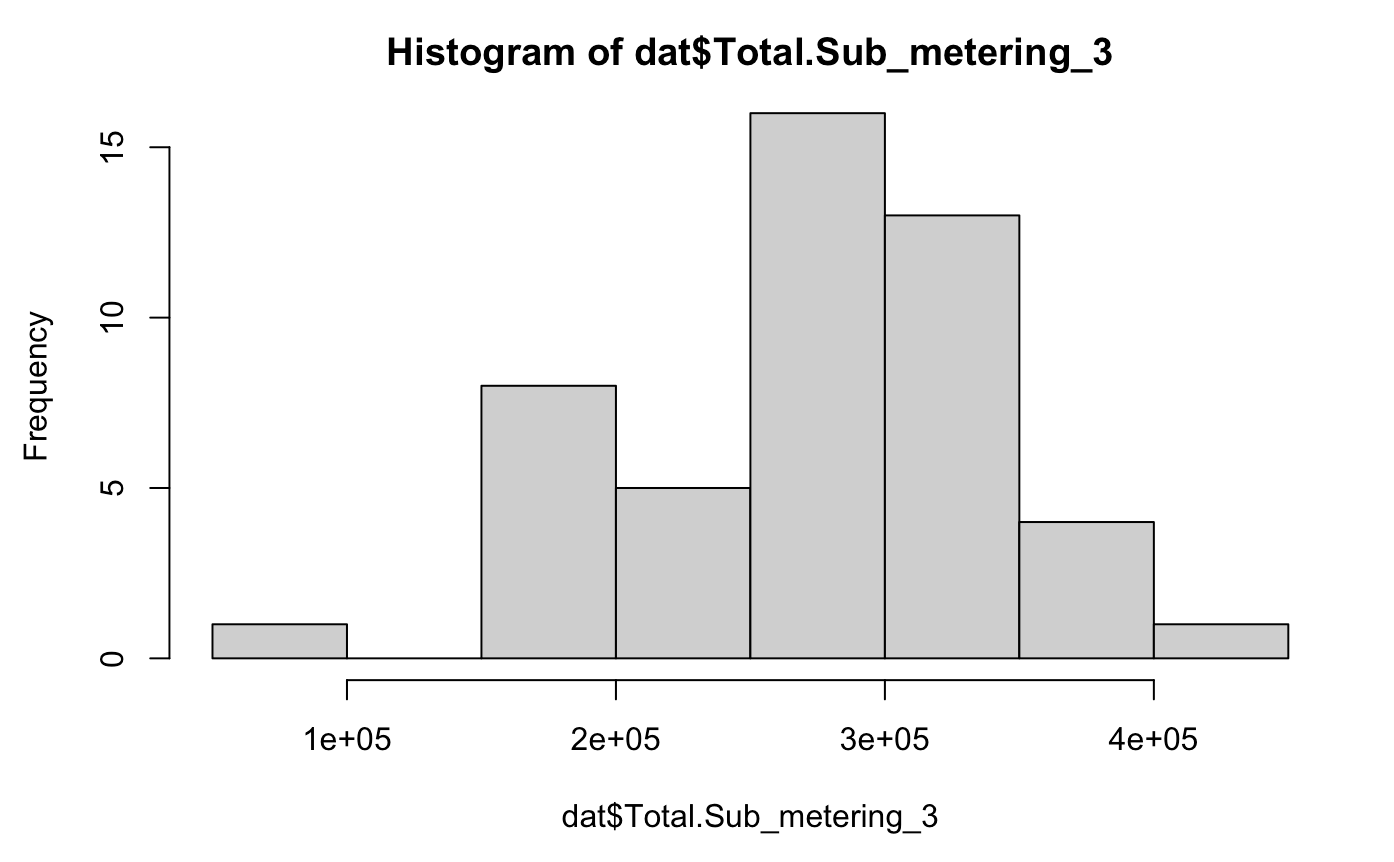 Histogram of dat$Total.Sub_metering_3
Frequency
15
10
5
0
1e+05 2e+05 3e+05 4e+05
dat$Total.Sub_metering_3